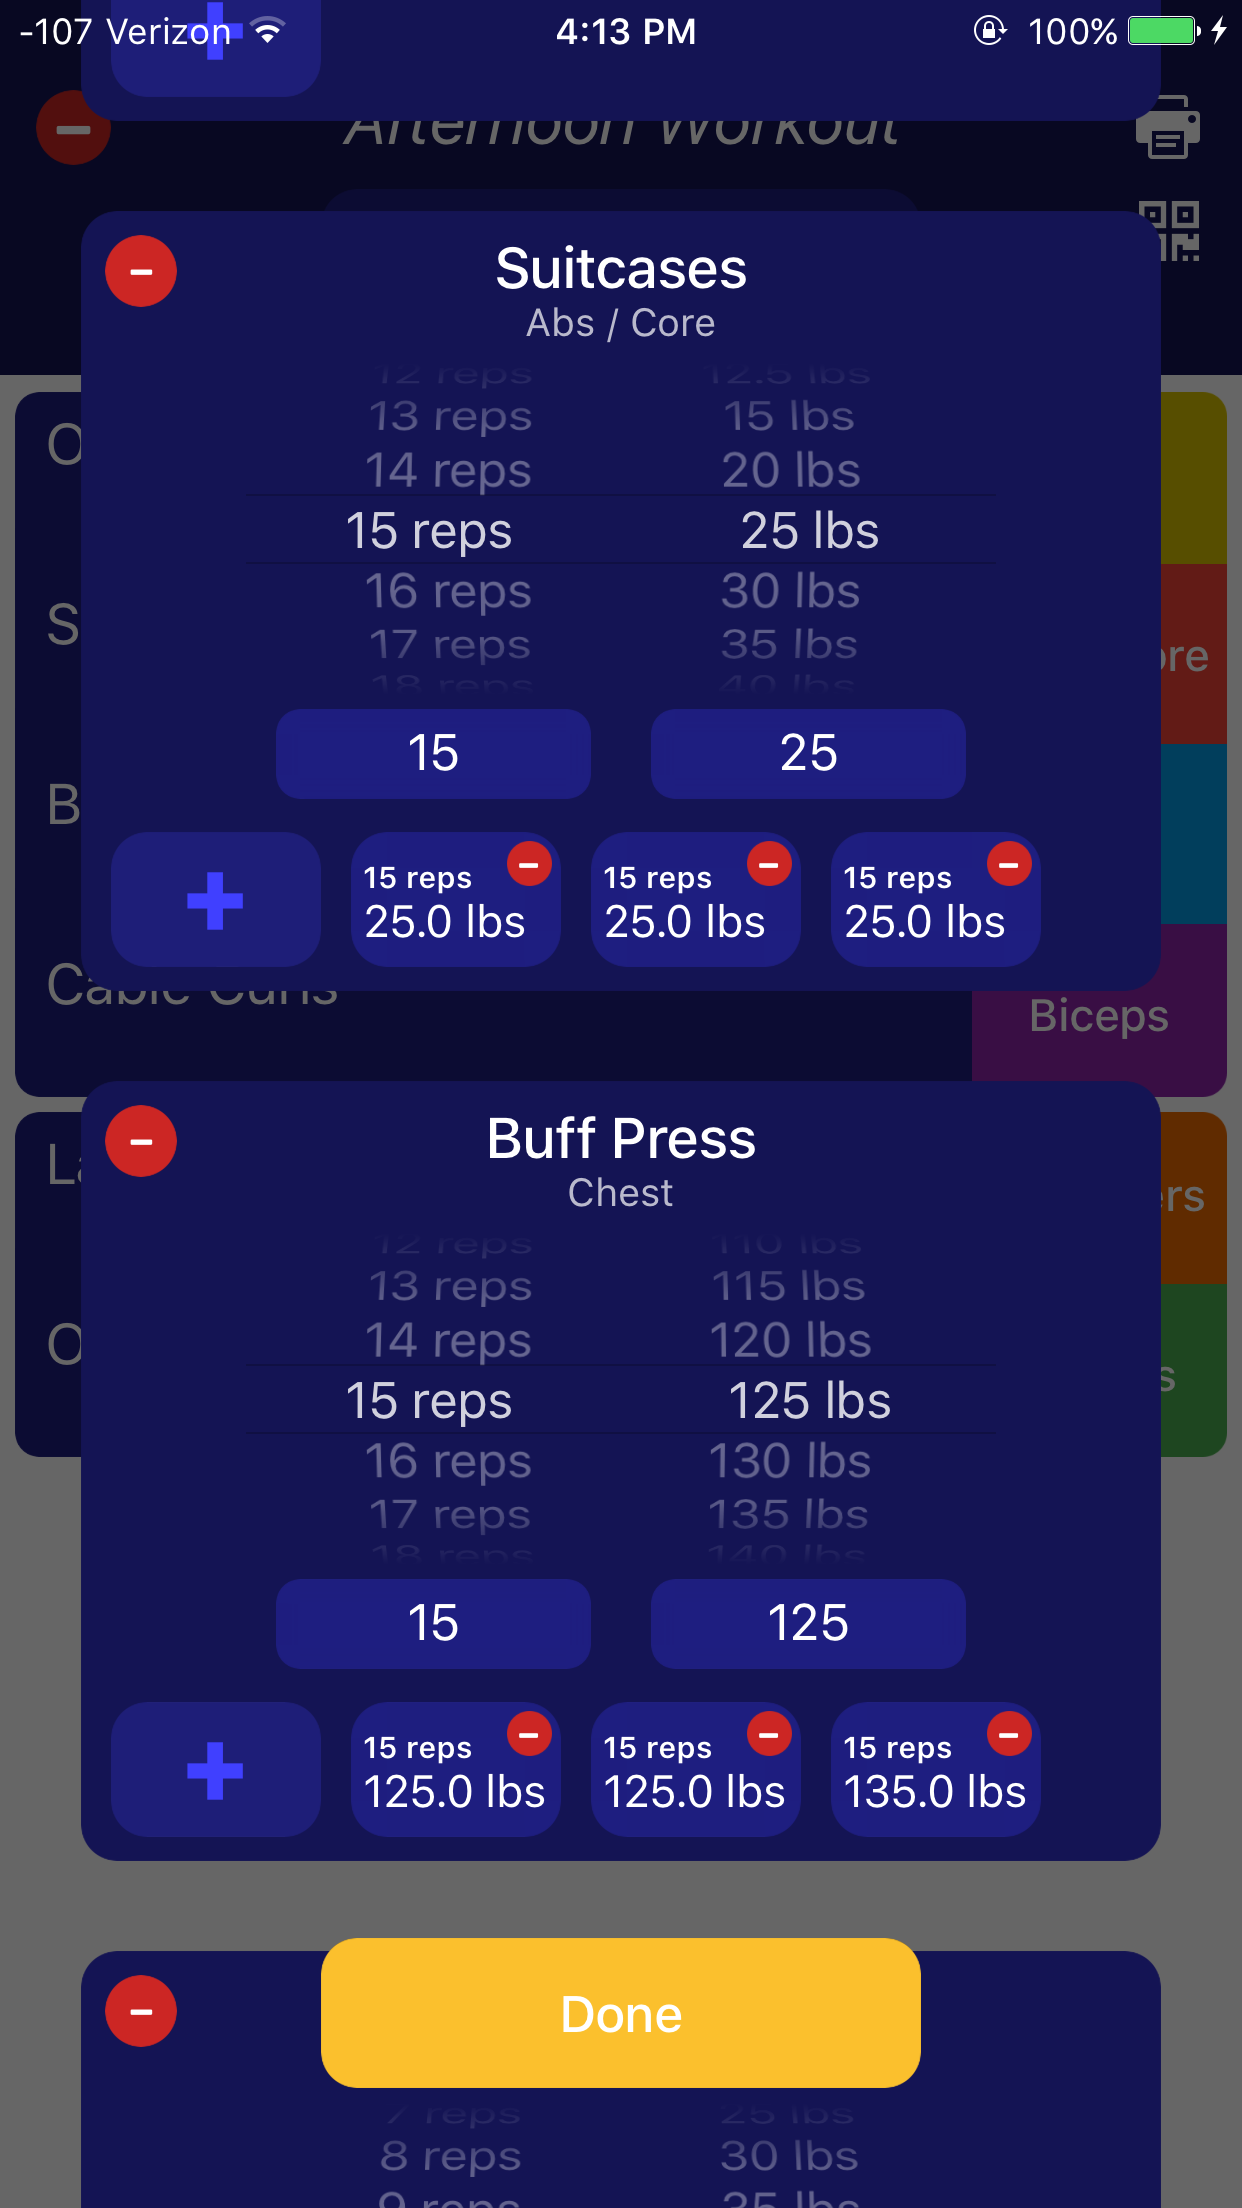 -107 Verizon 4:13 PM 100%
Afternoon Workout
Suitcases
Abs / Core
12 reps 12.5 lbs
13 reps 15 lbs
14 reps 20 lbs
15 reps 25 lbs
16 reps 30 lbs
17 reps 35 lbs
18 reps 40 lbs
15 25
15 reps 15 reps 15 reps
25.0 lbs 25.0 lbs 25.0 lbs
Cable Curls
Biceps
Buff Press
Chest
12 reps 110 lbs
13 reps 115 lbs
14 reps 120 lbs
15 reps 125 lbs
16 reps 130 lbs
17 reps 135 lbs
18 reps 140 lbs
15 125
15 reps 15 reps 15 reps
125.0 lbs 125.0 lbs 135.0 lbs
Done
7 reps 25 lbs
8 reps 30 lbs
9 reps 35 lbs